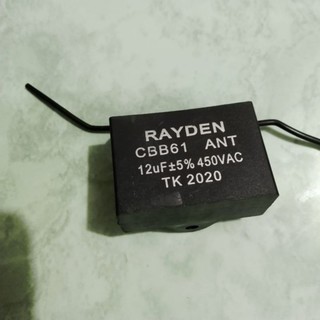 RAYDEN
CBB61 ANT
12uF±5% 450VAC
TK 2020